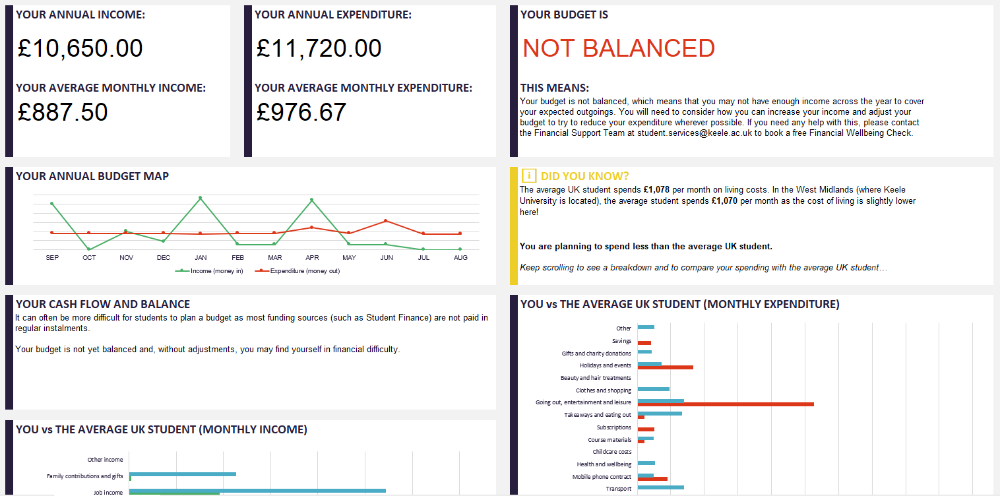 YOUR ANNUAL INCOME:
£10,650.00
YOUR AVERAGE MONTHLY INCOME:
£887.50
YOUR ANNUAL EXPENDITURE:
£11,720.00
YOUR AVERAGE MONTHLY EXPENDITURE:
£976.67
YOUR BUDGET IS
NOT BALANCED
THIS MEANS:
Your budget is not balanced, which means that you may not have enough income across the year to cover
your expected outgoings. You will need to consider how you can increase your income and adjust your
budget to try to reduce your expenditure wherever possible. If you need any help with this, please contact
the Financial Support Team at student.services@keele.ac.uk to book a free Financial Wellbeing Check.
YOUR ANNUAL BUDGET MAP
SEP OCT NOV DEC JAN FEB MAR APR MAY JUN JUL AUG
Income (money in) Expenditure (money out)
i DID YOU KNOW?
The average UK student spends £1,078 per month on living costs. In the West Midlands (where Keele
University is located), the average student spends £1,070 per month as the cost of living is slightly lower
here!
You are planning to spend less than the average UK student.
Keep scrolling to see a breakdown and to compare your spending with the average UK student…
YOUR CASH FLOW AND BALANCE
It can often be more difficult for students to plan a budget as most funding sources (such as Student Finance) are not paid in
regular instalments.
Your budget is not yet balanced and, without adjustments, you may find yourself in financial difficulty.
YOU vs THE AVERAGE UK STUDENT (MONTHLY INCOME)
Other income
Family contributions and gifts
Job income
YOU vs THE AVERAGE UK STUDENT (MONTHLY EXPENDITURE)
Other
Savings
Gifts and charity donations
Holidays and events
Beauty and hair treatments
Clothes and shopping
Going out, entertainment and leisure
Takeaways and eating out
Subscriptions
Course materials
Childcare costs
Health and wellbeing
Mobile phone contract
Transport